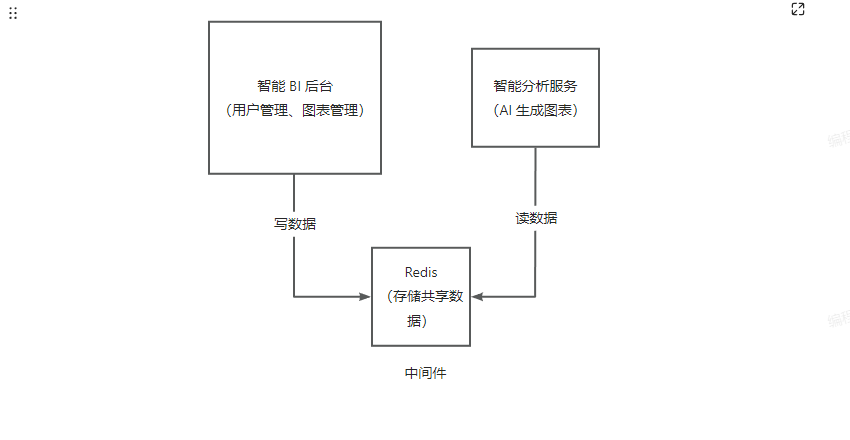 智能 BI 后台
（用户管理、图表管理）
智能分析服务
（AI 生成图表）
写数据
读数据
Redis
（存储共享数
据）
中间件